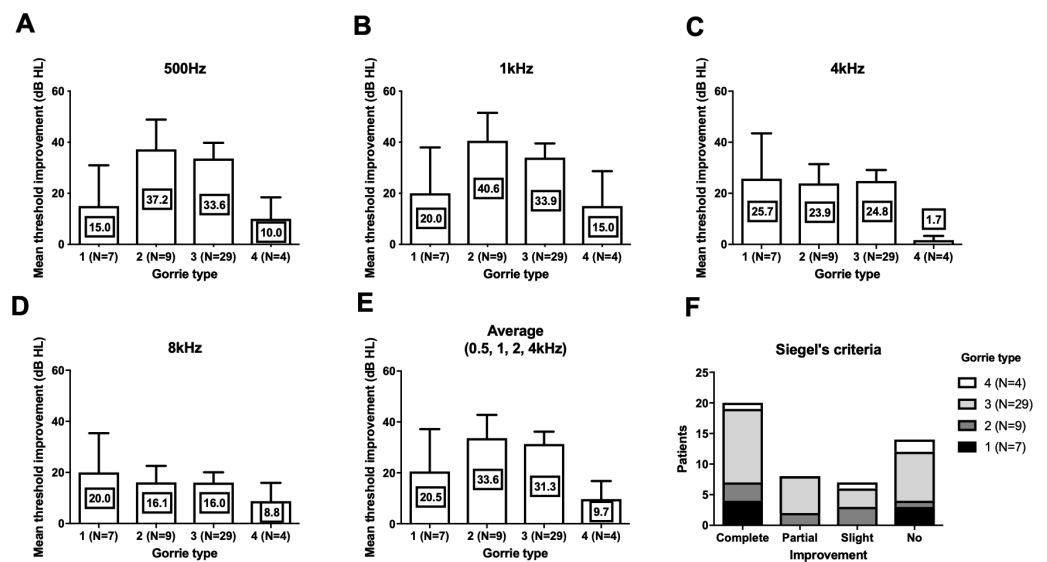 A
500Hz
Mean threshold improvement (dB HL)
60
40
20
0
15.0
37.2
33.6
10.0
1 (N=7) 2 (N=9) 3 (N=29) 4 (N=4)
Gorrie type
B
1kHz
Mean threshold improvement (dB HL)
60
40
20
0
20.0
40.6
33.9
15.0
1 (N=7) 2 (N=9) 3 (N=29) 4 (N=4)
Gorrie type
C
4kHz
Mean threshold improvement (dB HL)
60
40
20
0
25.7
23.9
24.8
1.7
1 (N=7) 2 (N=9) 3 (N=29) 4 (N=4)
Gorrie type
D
8kHz
Mean threshold improvement (dB HL)
60
40
20
0
20.0
16.1
16.0
8.8
1 (N=7) 2 (N=9) 3 (N=29) 4 (N=4)
Gorrie type
E
Average
(0.5, 1, 2, 4kHz)
Mean threshold improvement (dB HL)
60
40
20
0
20.5
33.6
31.3
9.7
1 (N=7) 2 (N=9) 3 (N=29) 4 (N=4)
Gorrie type
F
Siegel's criteria
Patients
25
20
15
10
5
0
Complete Partial Slight No
Improvement
Gorrie type
4 (N=4)
3 (N=29)
2 (N=9)
1 (N=7)